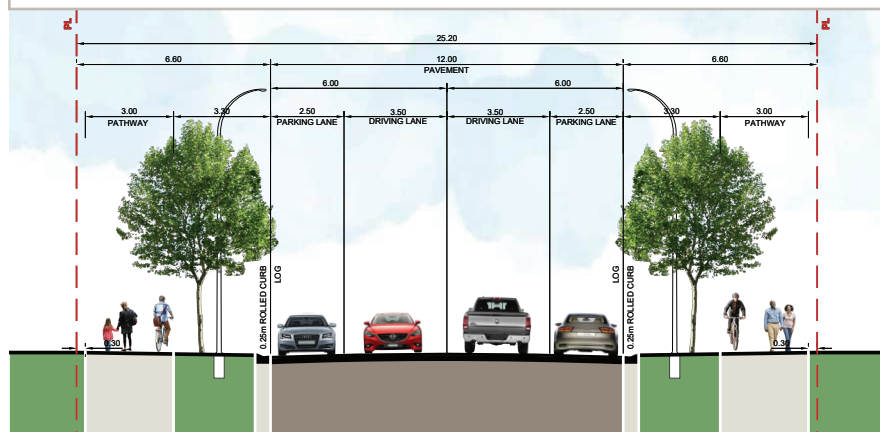 PL PL
25.20
6.60 12.00 6.60
PAVEMENT
6.00 6.00
3.00 3.30 2.50 3.50 3.50 2.50 3.30 3.00
PATHWAY PARKING LANE DRIVING LANE DRIVING LANE PARKING LANE PATHWAY
0.25m ROLLED CURB
LOG
LOG
0.25m ROLLED CURB
0.30 0.30